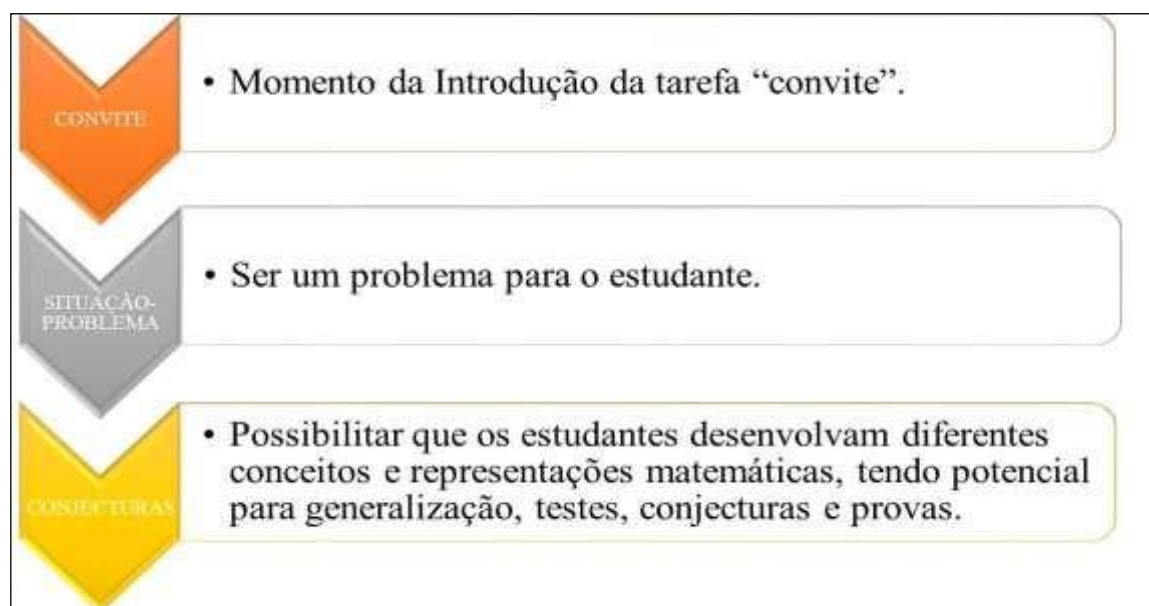 CONVITE
• Momento da Introdução da tarefa “convite”.
SITUAÇÃO-
PROBLEMA
• Ser um problema para o estudante.
CONJECTURAS
• Possibilitar que os estudantes desenvolvam diferentes
conceitos e representações matemáticas, tendo potencial
para generalização, testes, conjecturas e provas.